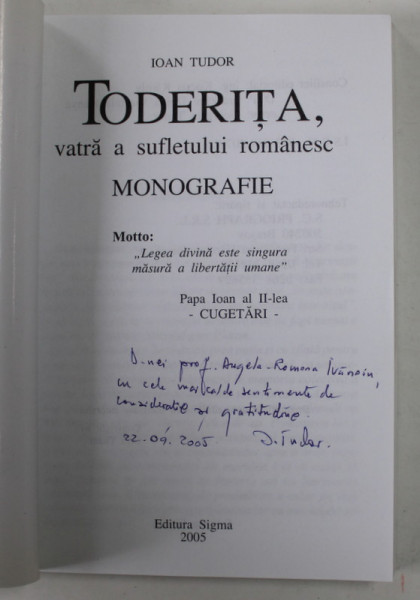 IOAN TUDOR
TODERIȚA,
vatră a sufletului românesc
MONOGRAFIE
Motto:
„Legea divină este singura
măsură a libertății umane”
Papa Ioan al II-lea
- CUGETĂRI -
D-nei prof. Angela-Romona
cu cele mai calde sentimente de
considerație și gratitudine.
22.09.2005 I. Tudor.
Editura Sigma
2005